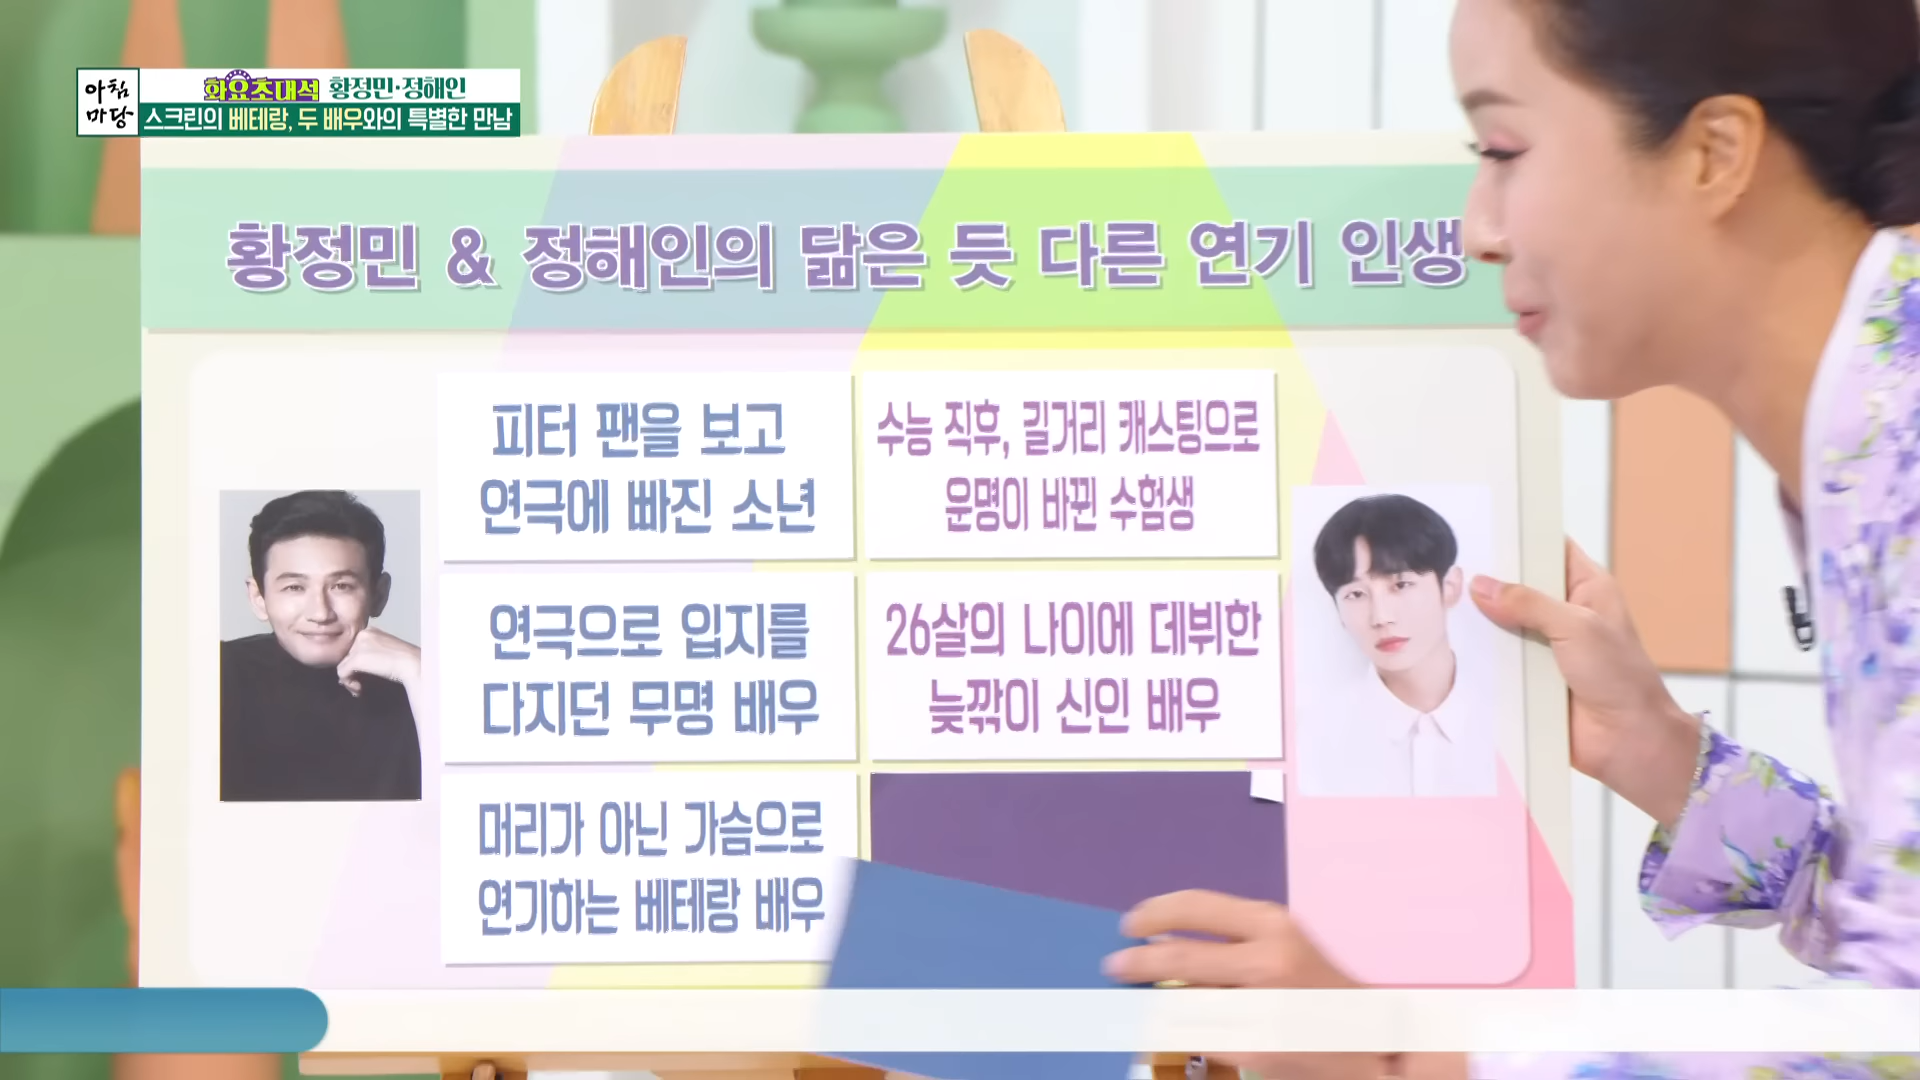 아침
마당
화요초대석 황정민·정해인
스크린의 베테랑, 두 배우와의 특별한 만남
황정민 & 정해인의 닮은 듯 다른 연기 인생
피터 팬을 보고
연극에 빠진 소년
수능 직후, 길거리 캐스팅으로
운명이 바뀐 수험생
연극으로 입지를
다지던 무명 배우
26살의 나이에 데뷔한
늦깎이 신인 배우
머리가 아닌 가슴으로
연기하는 베테랑 배우